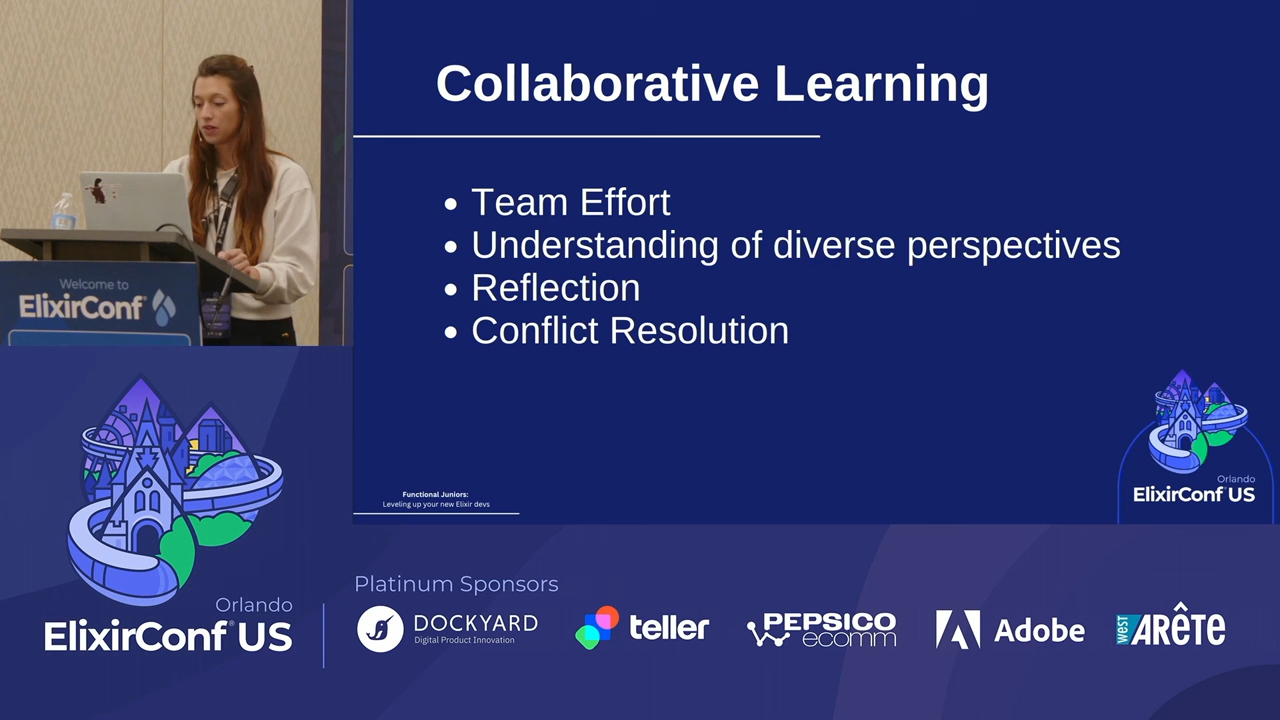 Collaborative Learning
Team Effort
Understanding of diverse perspectives
Reflection
Conflict Resolution
Functional Juniors:
Leveling up your new Elixir devs
Orlando
ElixirConf US
Welcome to
ElixirConf
Orlando
ElixirConf US
Platinum Sponsors
DOCKYARD
Digital Product Innovation
teller
PEPSICO
ecomm
Adobe
west ARÊTE